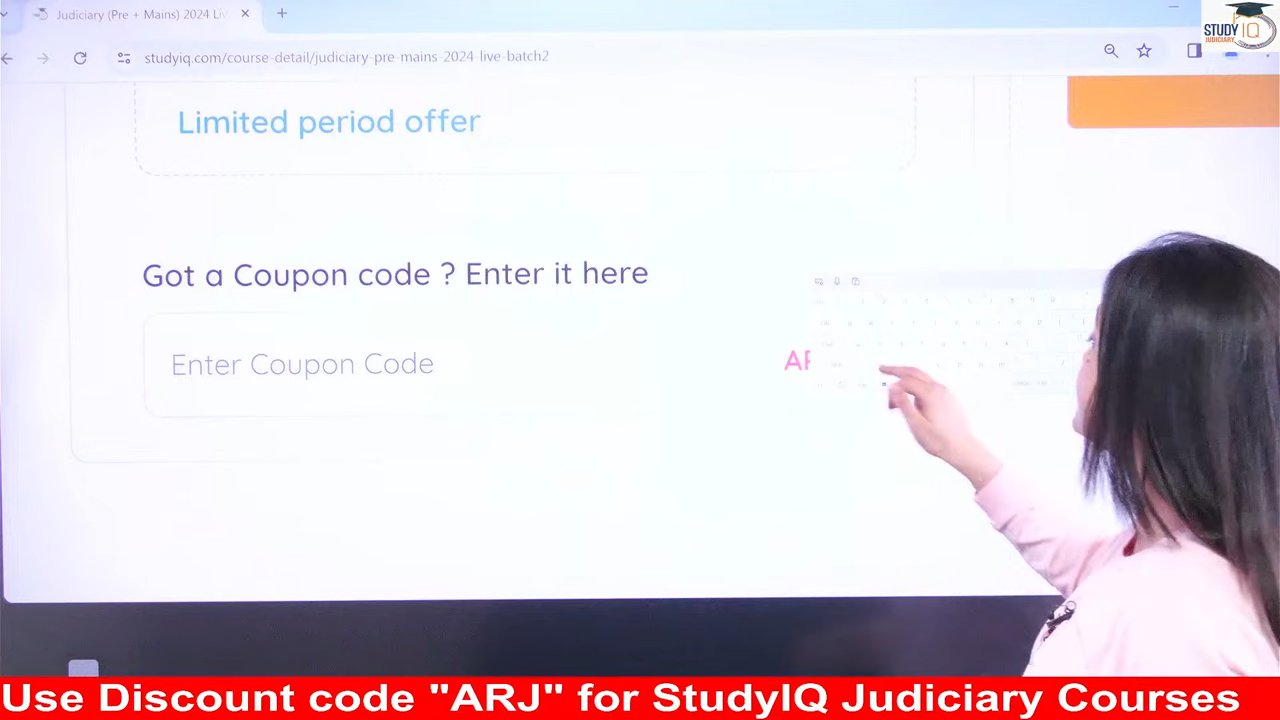 Judiciary (Pre + Mains) 2024 Li
studyiq.com/course-detail/judiciary-pre-mains-2024-live-batch2
STUDY IQ
JUDICIARY
Limited period offer
Got a Coupon code ? Enter it here
Enter Coupon Code
Use Discount code "ARJ" for StudyIQ Judiciary Courses